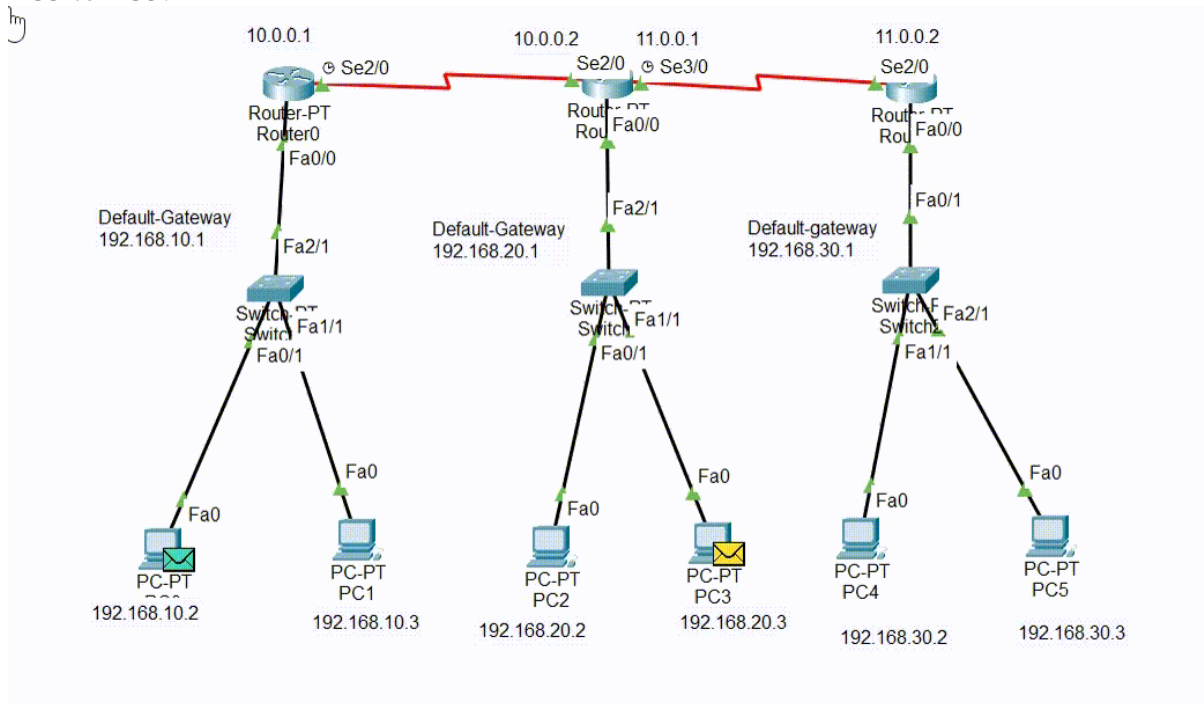 10.0.0.1
10.0.0.2
11.0.0.1
11.0.0.2
Se2/0
Se2/0
Se3/0
Se2/0
Router-PT
Router0
Fa0/0
Fa0/0
Fa0/0
Default-Gateway
192.168.10.1
Fa2/1
Default-Gateway
192.168.20.1
Fa2/1
Default-gateway
192.168.30.1
Fa0/1
Fa1/1
Fa0/1
Fa1/1
Fa0/1
Fa2/1
Fa1/1
Fa0
Fa0
Fa0
Fa0
Fa0
Fa0
PC-PT
192.168.10.2
PC-PT
PC1
192.168.10.3
PC-PT
PC2
192.168.20.2
PC-PT
PC3
192.168.20.3
PC-PT
PC4
192.168.30.2
PC-PT
PC5
192.168.30.3